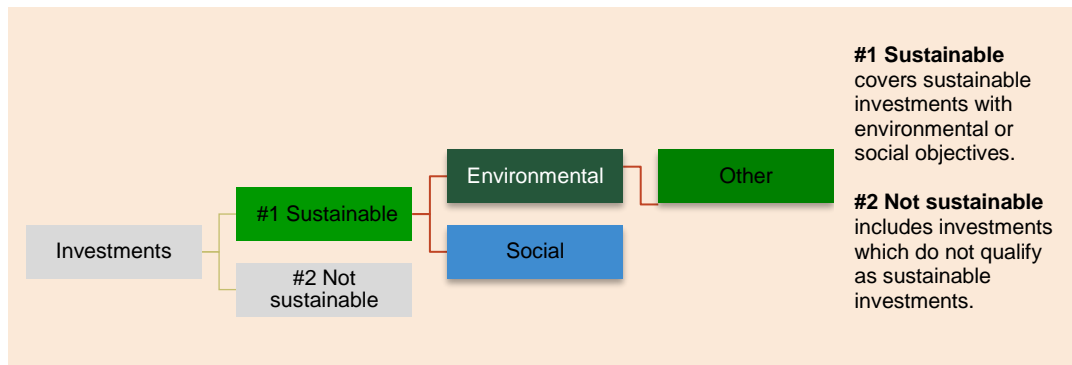 Investments
#1 Sustainable
#2 Not
sustainable
Environmental
Social
Other
#1 Sustainable
covers sustainable
investments with
environmental or
social objectives.
#2 Not sustainable
includes investments
which do not qualify
as sustainable
investments.